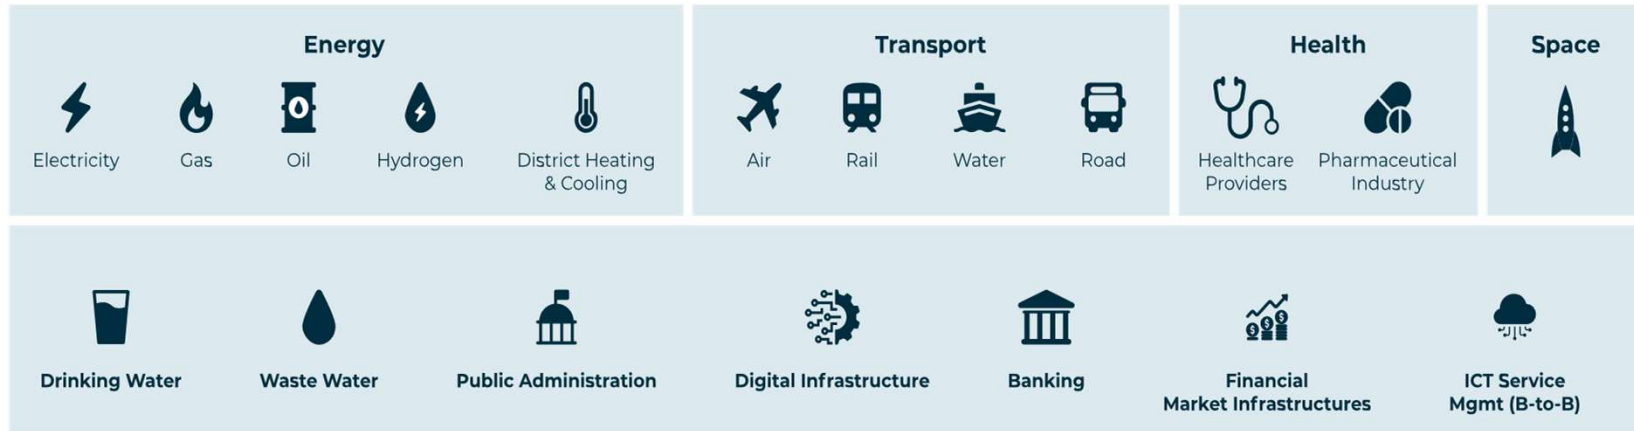 Energy
Electricity
Gas
Oil
Hydrogen
District Heating
& Cooling
Transport
Air
Rail
Water
Road
Health
Healthcare
Providers
Pharmaceutical
Industry
Space
Drinking Water
Waste Water
Public Administration
Digital Infrastructure
Banking
Financial
Market Infrastructures
ICT Service
Mgmt (B-to-B)